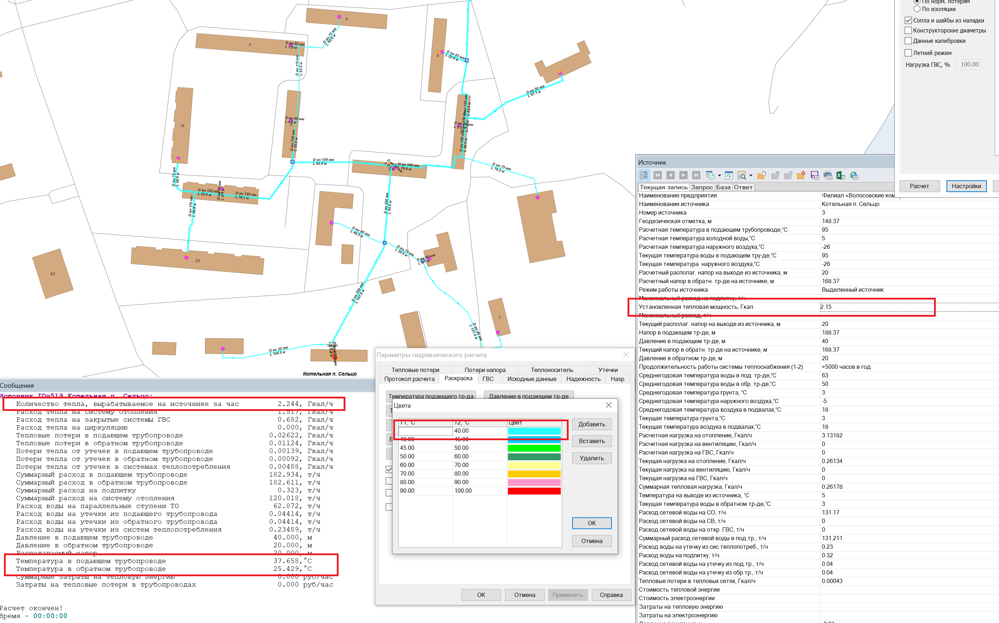 6
7
D вн 82 мм
L 7.0 м
D вн 75 мм
L 50.6 м
D вн 110 мм
L 63.2 м
4
D вн 63 мм
L 22.4 м
D вн 50 мм
L 97.1 м
11
D вн 50 мм
L 4.5 м
8
D вн 125 мм
L 35.0 м
D вн 125 мм
L 53.5 м
D вн 150 мм
L 26.9 м
D вн 150 мм
L 83.8 м
D вн 150 мм
L 70.6 м
2
D вн 75 мм
L 79.2 м
D вн 75 мм
L 40.0 м
D вн 125 мм
L 23.0 м
D вн 125 мм
L 78.1 м
D вн 110 мм
L 56.8 м
D вн 250 мм
L 65.6 м
D вн 40 мм
L 48.5 м
D вн 75 мм
L 35.8 м
D вн 50 мм
23
83
D вн 250 мм
L 101.6 м
1
D вн 40 мм
L 121.4 м
D вн 32 мм
L 104.5 м
Котельная п. Сельцо
По норм. потерям
По изоляции
Сопла и шайбы из наладки
Конструкторские диаметры
Данные калибровки
Летний режим
Нагрузка ГВС, % 100.00
Расчет Настройки
Источник
Текущая запись Запрос База Ответ
Наименование предприятия Филиал «Волосовские ком
Наименование источника Котельная п. Сельцо
Номер источника 3
Геодезическая отметка, м 148.37
Расчетная температура в подающем трубопроводе,°C 95
Расчетная температура холодной воды,°C 5
Расчетная температура наружного воздуха,°C -26
Текущая температура воды в подающем тру-де,°C 95
Текущая температура наружного воздуха,°C -26
Расчетный располаг. напор на выходе из источника, м 20
Расчетный напор в обратн. тр-де на источнике, м 168.37
Режим работы источника Выделенный источник
Максимальный расход на подпитку, т/ч
Установленная тепловая мощность, Гкал 2.15
Максимальный расход, т/ч
Текущий располаг. напор на выходе из источника, м 20
Напор в подающем тр-де, м 188.37
Давление в подающем тр-де, м 40
Текущий напор в обратн. тр-де на источнике, м 168.37
Давление в обратном тр-де, м 20
Продолжительность работы системы теплоснабжения (1-2) >5000 часов в год
Среднегодовая температура воды в под. тр-де,°C 63
Среднегодовая температура воды в обр. тр-де,°C 50
Среднегодовая температура грунта, °C 3
Среднегодовая температура наружного воздуха,°C -5
Среднегодовая температура воздуха в подвалах,°C 18
Текущая температура грунта,°C 3
Текущая температура воздуха в подвалах,°C 18
Расчетная нагрузка на отопление, Гкал/ч 3.13182
Расчетная нагрузка на вентиляцию, Гкал/ч 0
Расчетная нагрузка на ГВС, Гкал/ч 0
Текущая нагрузка на отопление, Гкал/ч 0.26134
Текущая нагрузка на вентиляцию, Гкал/ч 0
Текущая нагрузка на ГВС, Гкал/ч 0
Суммарная тепловая нагрузка, Гкал/ч 0.26178
Температура на выходе из источника, °C 5
Текущая температура воды в обратном тр-де,°C 3
Расход сетевой воды на СО, т/ч 131.17
Расход сетевой воды на СВ, т/ч 0
Расход сетевой воды на откр. ГВС, т/ч 0
Суммарный расход сетевой воды в под.тр., т/ч 131.211
Расход воды на утечку из сис.теплопотреб., т/ч 0.23
Расход воды на подпитку, т/ч 0.32
Расход сетевой воды на утечку из под.тр., т/ч 0.04
Расход сетевой воды на утечку из обр.тр., т/ч 0.04
Тепловые потери в тепловых сетях, Гкал/ч 0.00043
Стоимость тепловой энергии
Стоимость электроэнергии
Затраты на тепловую энергию
Затраты на электроэнергию
Сообщения
Источник ID=519 Котельная п. Сельцо:
Количество тепла, вырабатываемое на источнике за час 2.244, Гкал/ч
Расход тепла на систему отопления 1.517, Гкал/ч
Расход тепла на закрытые системы ГВС 0.682, Гкал/ч
Расход тепла на циркуляцию 0.000, Гкал/ч
Тепловые потери в подающем трубопроводе 0.02622, Гкал/ч
Тепловые потери в обратном трубопроводе 0.01124, Гкал/ч
Потери тепла от утечек в подающем трубопроводе 0.00139, Гкал/ч
Потери тепла от утечек в обратном трубопроводе 0.00092, Гкал/ч
Потери тепла от утечек в системах теплопотребления 0.00488, Гкал/ч
Суммарный расход в подающем трубопроводе 182.934, т/ч
Суммарный расход в обратном трубопроводе 182.611, т/ч
Суммарный расход на подпитку 0.323, т/ч
Суммарный расход на систему отопления 120.018, т/ч
Расход воды на параллельные ступени ТО 62.872, т/ч
Расход воды на утечки из подающего трубопровода 0.04414, т/ч
Расход воды на утечки из обратного трубопровода 0.04414, т/ч
Расход воды на утечки из систем теплопотребления 0.23489, т/ч
Давление в подающем трубопроводе 40.000, м
Давление в обратном трубопроводе 20.000, м
Располагаемый напор 20.000, м
Температура в подающем трубопроводе 37.658,°C
Температура в обратном трубопроводе 25.429,°C
Суммарные затраты на тепловую энергию 0.000 руб/час
Затраты на тепловые потери в трубопроводах 0.000 руб/час
Расчет окончен!
Время - 00:00:00
Параметры гидравлического расчета
Тепловые потери Потери напора Теплоноситель Утечки
Протокол расчета Раскраска ГВС Исходные данные Надежность Hasp
Температура подающего тр-да Давление в подающем тр-де
Цвета
T1, °C T2, °C Цвет
40.00
40.00 45.00
45.00 50.00
50.00 60.00
60.00 70.00
70.00 80.00
80.00 90.00
90.00 100.00
Добавить
Вставить
Удалить
OK
Отмена
OK Отмена Применить Справка